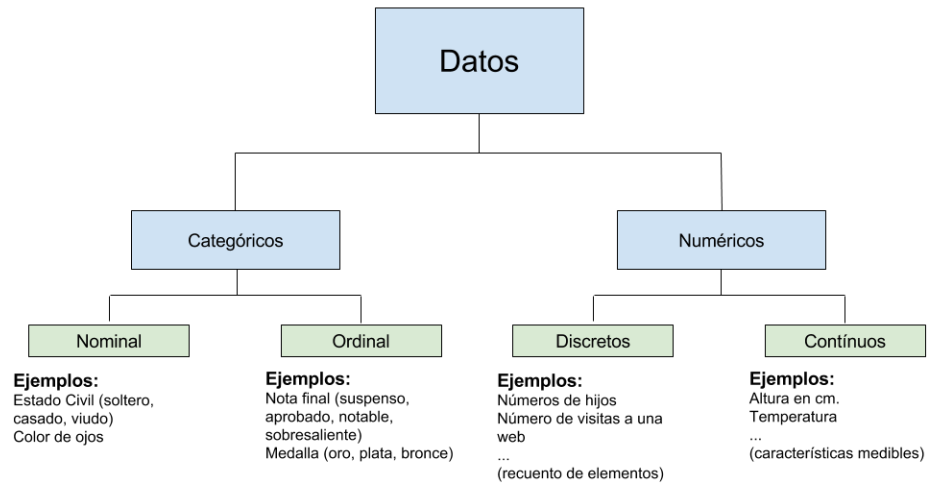 Datos
Categóricos
Numéricos
Nominal
Ordinal
Discretos
Contínuos
Ejemplos:
Estado Civil (soltero,
casado, viudo)
Color de ojos
Ejemplos:
Nota final (suspenso,
aprobado, notable,
sobresaliente)
Medalla (oro, plata, bronce)
Ejemplos:
Números de hijos
Número de visitas a una
web
...
(recuento de elementos)
Ejemplos:
Altura en cm.
Temperatura
...
(características medibles)